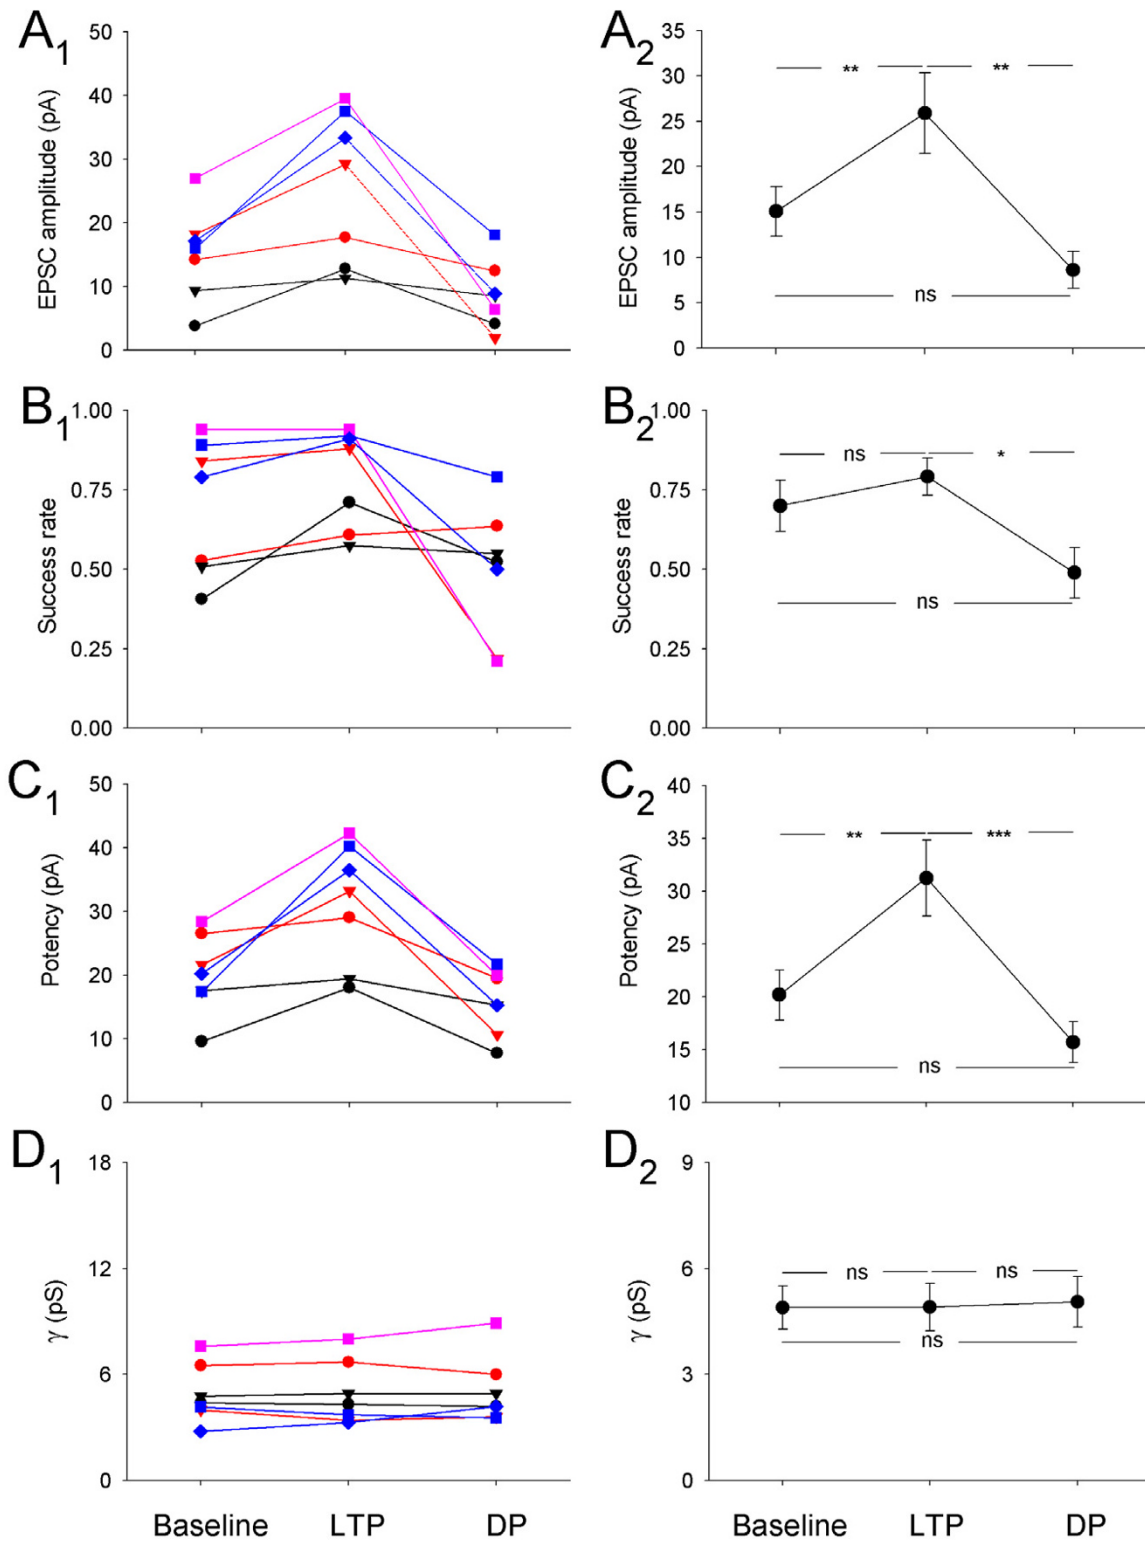 A1
EPSC amplitude (pA)
50
40
30
20
10
0
A2
EPSC amplitude (pA)
35
30
25
20
15
10
5
0
** **
ns
B1
Success rate
1.00
0.75
0.50
0.25
0.00
B2
Success rate
1.00
0.75
0.50
0.25
0.00
ns *
ns
C1
Potency (pA)
50
40
30
20
10
0
C2
Potency (pA)
40
35
30
25
20
15
10
** ***
ns
D1
γ (pS)
18
12
6
0
Baseline LTP DP
D2
γ (pS)
9
6
3
0
ns ns
ns
Baseline LTP DP